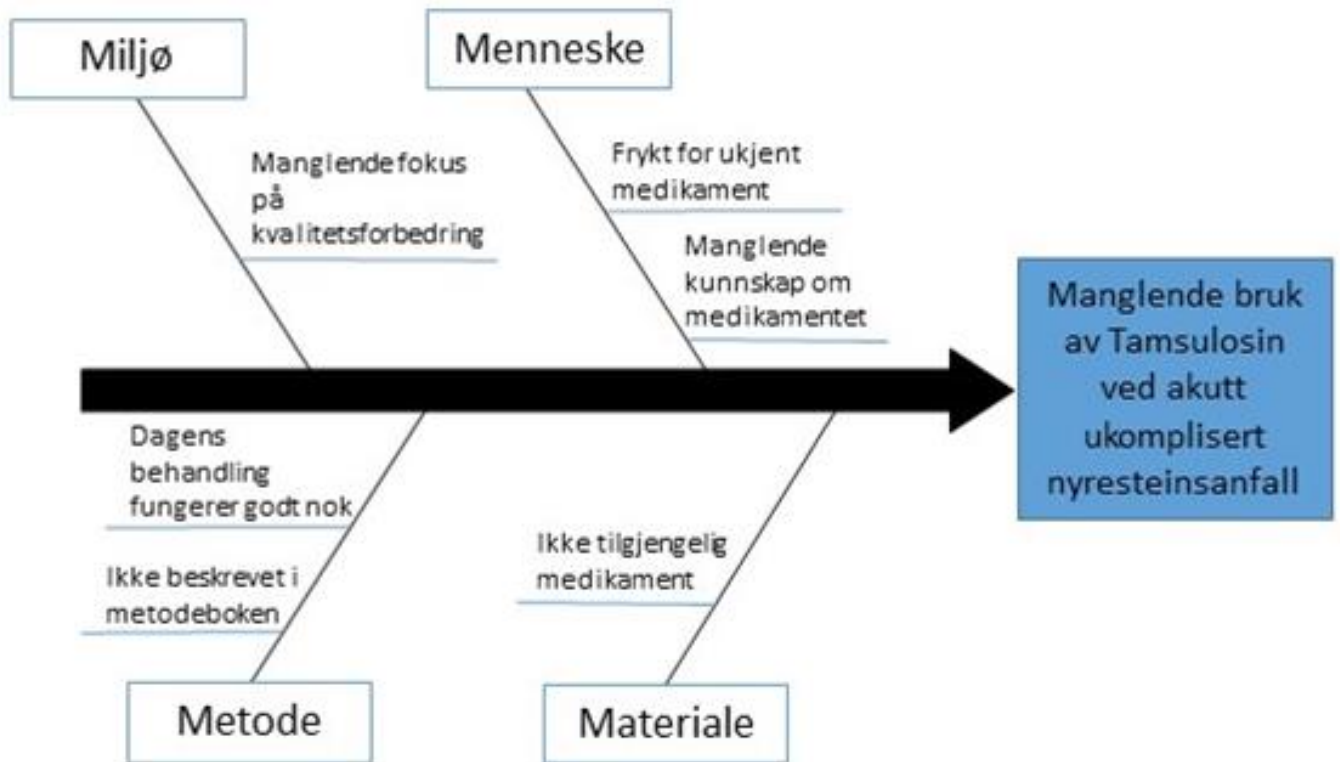 Miljø
Menneske
Manglende fokus
på
kvalitetsforbedring
Frykt for ukjent
medikament
Manglende
kunnskap om
medikamentet
Manglende bruk
av Tamsulosin
ved akutt
ukomplisert
nyresteinsanfall
Dagens
behandling
fungerer godt nok
Ikke beskrevet i
metodeboken
Ikke tilgjengelig
medikament
Metode
Materiale